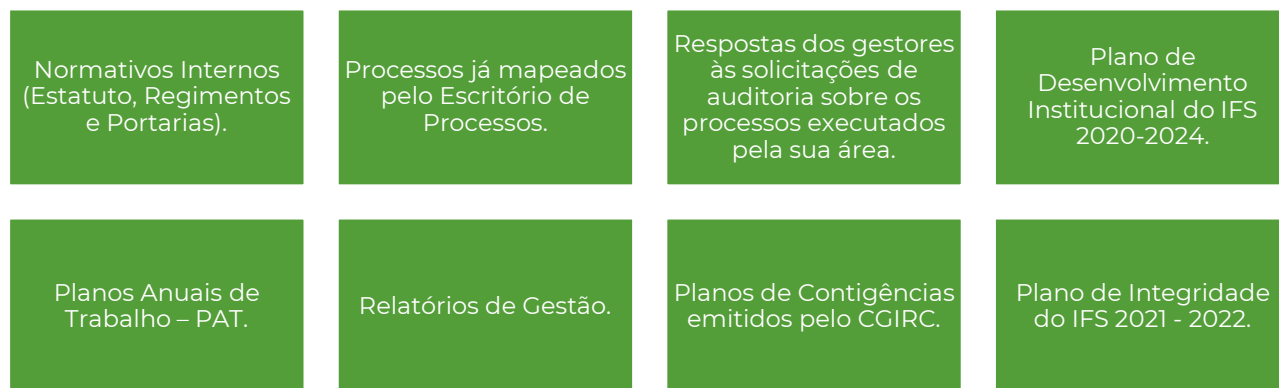 Normativos Internos
(Estatuto, Regimentos
e Portarias).
Processos já mapeados
pelo Escritório de
Processos.
Respostas dos gestores
às solicitações de
auditoria sobre os
processos executados
pela sua área.
Plano de
Desenvolvimento
Institucional do IFS
2020-2024.
Planos Anuais de
Trabalho – PAT.
Relatórios de Gestão.
Planos de Contigências
emitidos pelo CGIRC.
Plano de Integridade
do IFS 2021 - 2022.